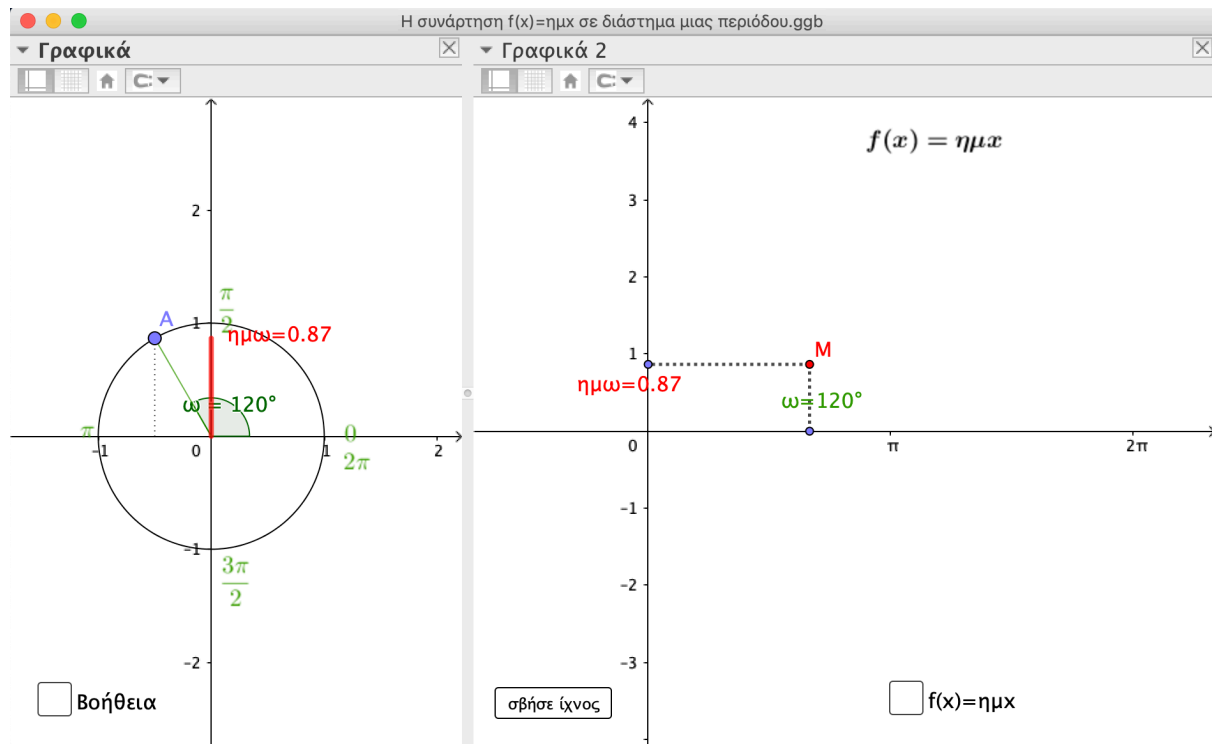 Η συνάρτηση f(x)=ημx σε διάστημα μιας περιόδου.ggb
Γραφικά
Γραφικά 2
2
π/2
A
1
ημω=0.87
ω = 120°
π
-1
0
1
0
2π
2
-1
3π/2
-2
Βοήθεια
4
f(x) = ημx
3
2
1
M
ημω=0.87
ω=120°
0
π
2π
-1
-2
-3
σβήσε ίχνος
f(x)=ημx